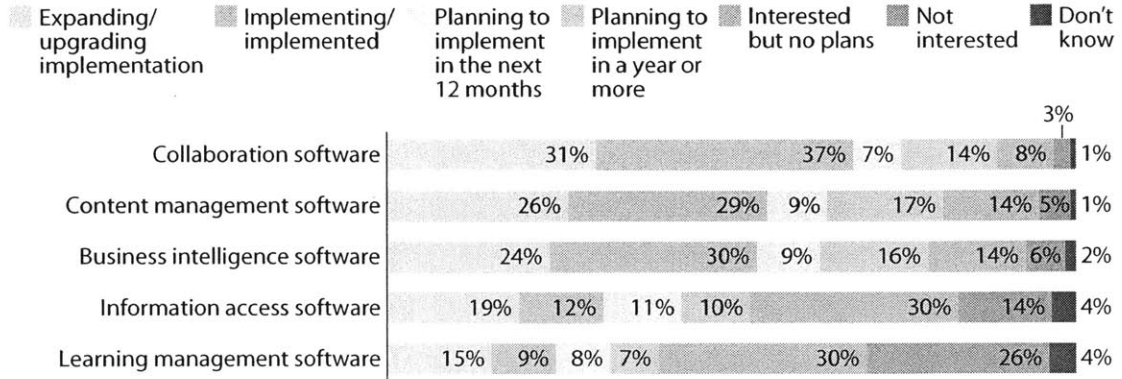 Expanding/ Implementing/ Planning to Planning to Interested Not Don't
upgrading implemented implement implement but no plans interested know
implementation in the next in a year or
12 months more
3%
Collaboration software 31% 37% 7% 14% 8% 1%
Content management software 26% 29% 9% 17% 14% 5% 1%
Business intelligence software 24% 30% 9% 16% 14% 6% 2%
Information access software 19% 12% 11% 10% 30% 14% 4%
Learning management software 15% 9% 8% 7% 30% 26% 4%